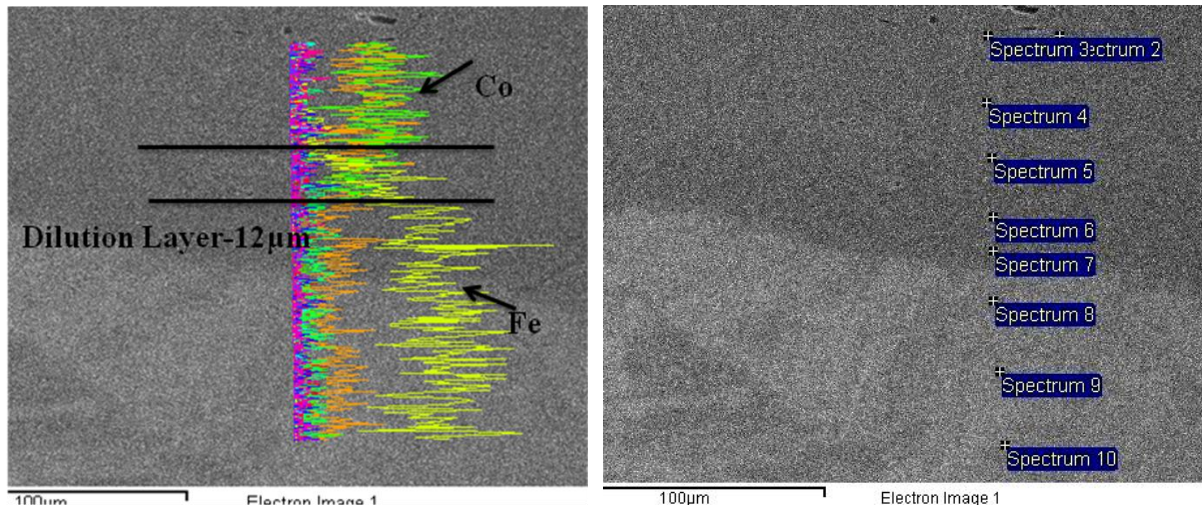 Co
Dilution Layer-12µm
Fe
100µm
Electron Image 1
Spectrum 3
ectrum 2
Spectrum 4
Spectrum 5
Spectrum 6
Spectrum 7
Spectrum 8
Spectrum 9
Spectrum 10
100µm
Electron Image 1